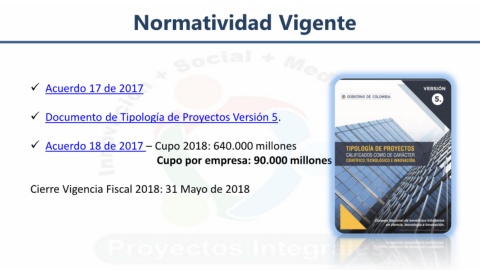 Normatividad Vigente
✓ Acuerdo 17 de 2017
✓ Documento de Tipología de Proyectos Versión 5.
✓ Acuerdo 18 de 2017 – Cupo 2018: 640.000 millones
Cupo por empresa: 90.000 millones
Cierre Vigencia Fiscal 2018: 31 Mayo de 2018
VERSIÓN
5.
GOBIERNO DE COLOMBIA
TIPOLOGÍA DE PROYECTOS
CALIFICADOS COMO DE CARÁCTER
CIENTÍFICO, TECNOLÓGICO E INNOVACIÓN.
Consejo Nacional de Beneficios Tributarios
en ciencia, tecnología e innovación.
Innovación + Social + Med
Proyectos Integral